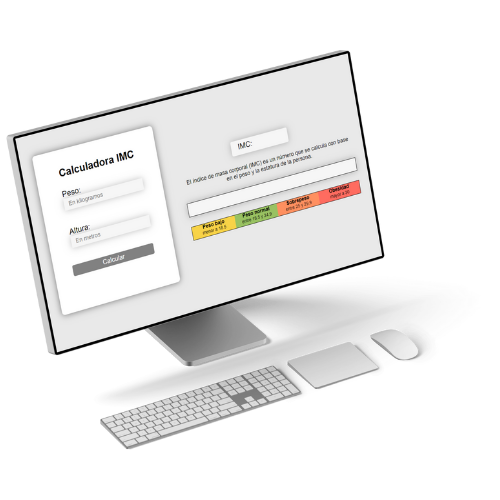 Calculadora IMC
Peso:
En kilogramos
Altura:
En metros
Calcular
IMC:
El índice de masa corporal (IMC) es un número que se calcula con base
en el peso y la estatura de la persona.
Peso bajo
menor a 18.5
Peso normal
entre 18.5 y 24.9
Sobrepeso
entre 25 y 29.9
Obesidad
mayor a 30